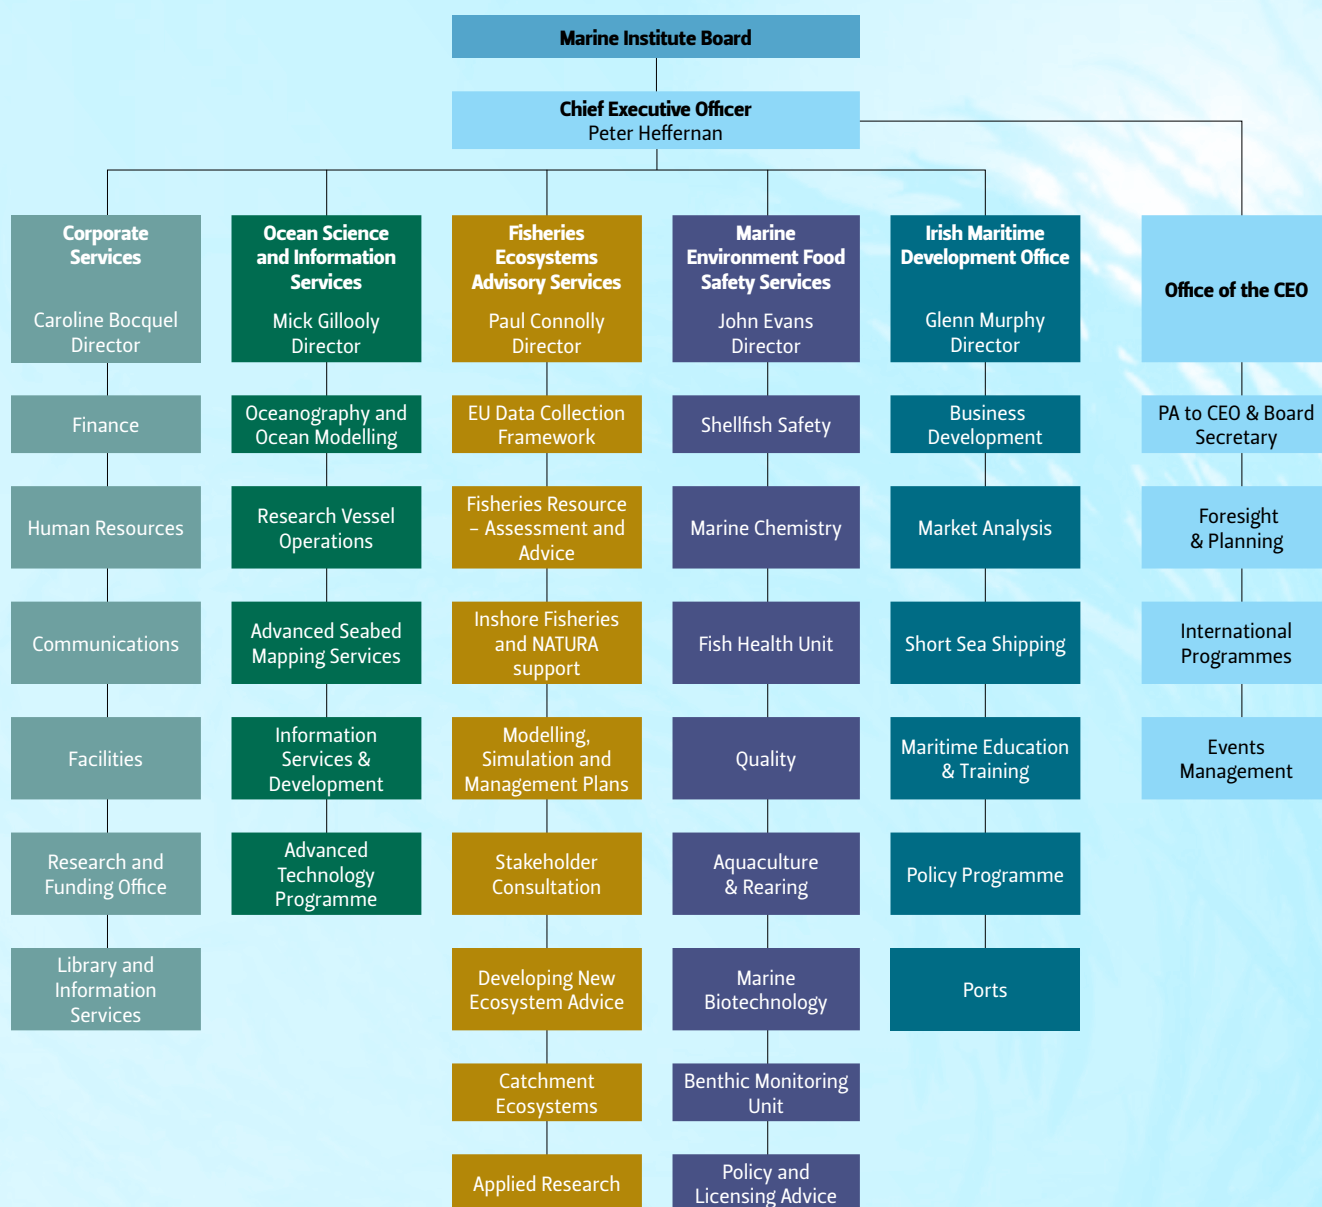 Marine Institute Board
Chief Executive Officer
Peter Heffernan
Corporate
Services
Caroline Bocquel
Director
Finance
Human Resources
Communications
Facilities
Research and
Funding Office
Library and
Information
Services
Ocean Science
and Information
Services
Mick Gillooly
Director
Oceanography and
Ocean Modelling
Research Vessel
Operations
Advanced Seabed
Mapping Services
Information
Services &
Development
Advanced
Technology
Programme
Fisheries
Ecosystems
Advisory Services
Paul Connolly
Director
EU Data Collection
Framework
Fisheries Resource
– Assessment and
Advice
Inshore Fisheries
and NATURA
support
Modelling,
Simulation and
Management Plans
Stakeholder
Consultation
Developing New
Ecosystem Advice
Catchment
Ecosystems
Applied Research
Marine
Environment Food
Safety Services
John Evans
Director
Shellfish Safety
Marine Chemistry
Fish Health Unit
Quality
Aquaculture
& Rearing
Marine
Biotechnology
Benthic Monitoring
Unit
Policy and
Licensing Advice
Irish Maritime
Development Office
Glenn Murphy
Director
Business
Development
Market Analysis
Short Sea Shipping
Maritime Education
& Training
Policy Programme
Ports
Office of the CEO
PA to CEO & Board
Secretary
Foresight
& Planning
International
Programmes
Events
Management